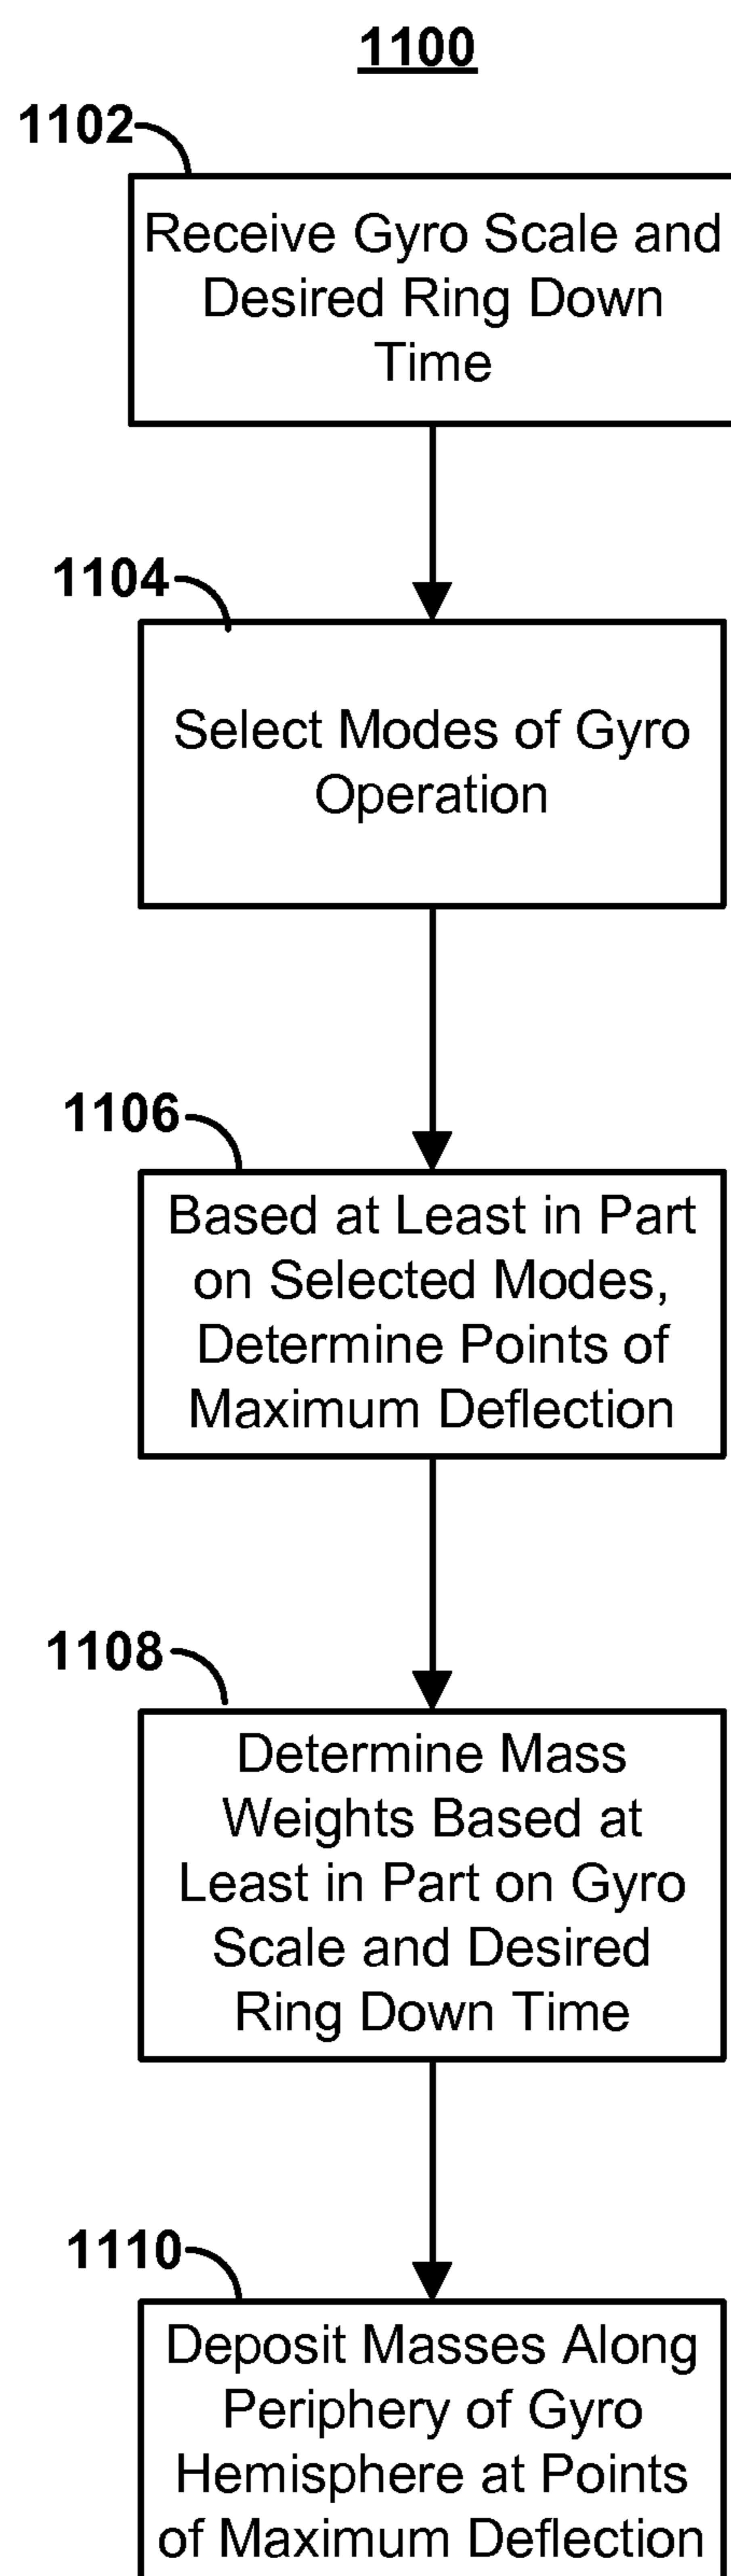 1100
1102
Receive Gyro Scale and
Desired Ring Down
Time
1104
Select Modes of Gyro
Operation
1106
Based at Least in Part
on Selected Modes,
Determine Points of
Maximum Deflection
1108
Determine Mass
Weights Based at
Least in Part on Gyro
Scale and Desired
Ring Down Time
1110
Deposit Masses Along
Periphery of Gyro
Hemisphere at Points
of Maximum Deflection